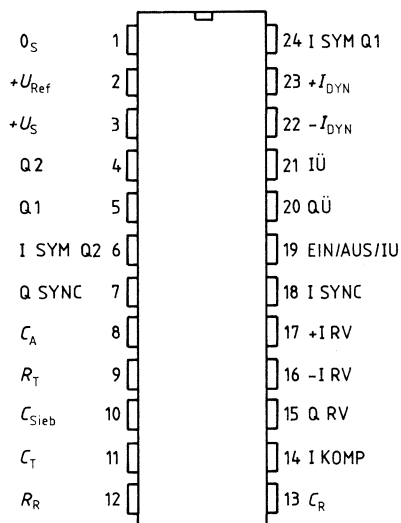 0S 1 24 I SYM Q1
+URef 2 23 +IDYN
+US 3 22 -IDYN
Q2 4 21 IÜ
Q1 5 20 QÜ
I SYM Q2 6 19 EIN/AUS/IU
Q SYNC 7 18 I SYNC
CA 8 17 +I RV
RT 9 16 -I RV
CSieb 10 15 Q RV
CT 11 14 I KOMP
RR 12 13 CR